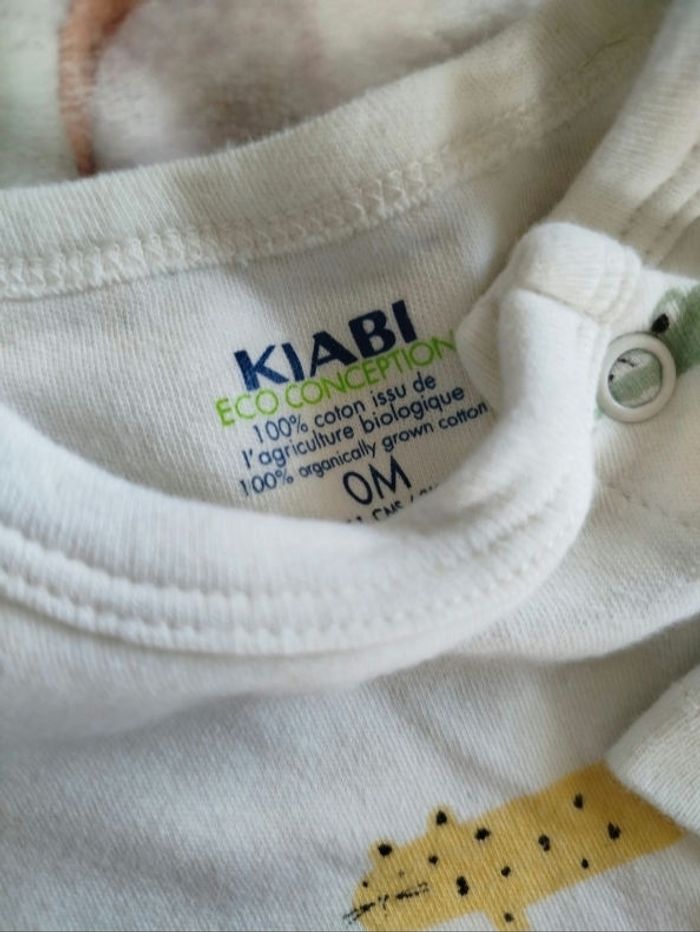 KIABI
ECO CONCEPTION
100% coton issu de
l'agriculture biologique
100% organically grown cotton
0M